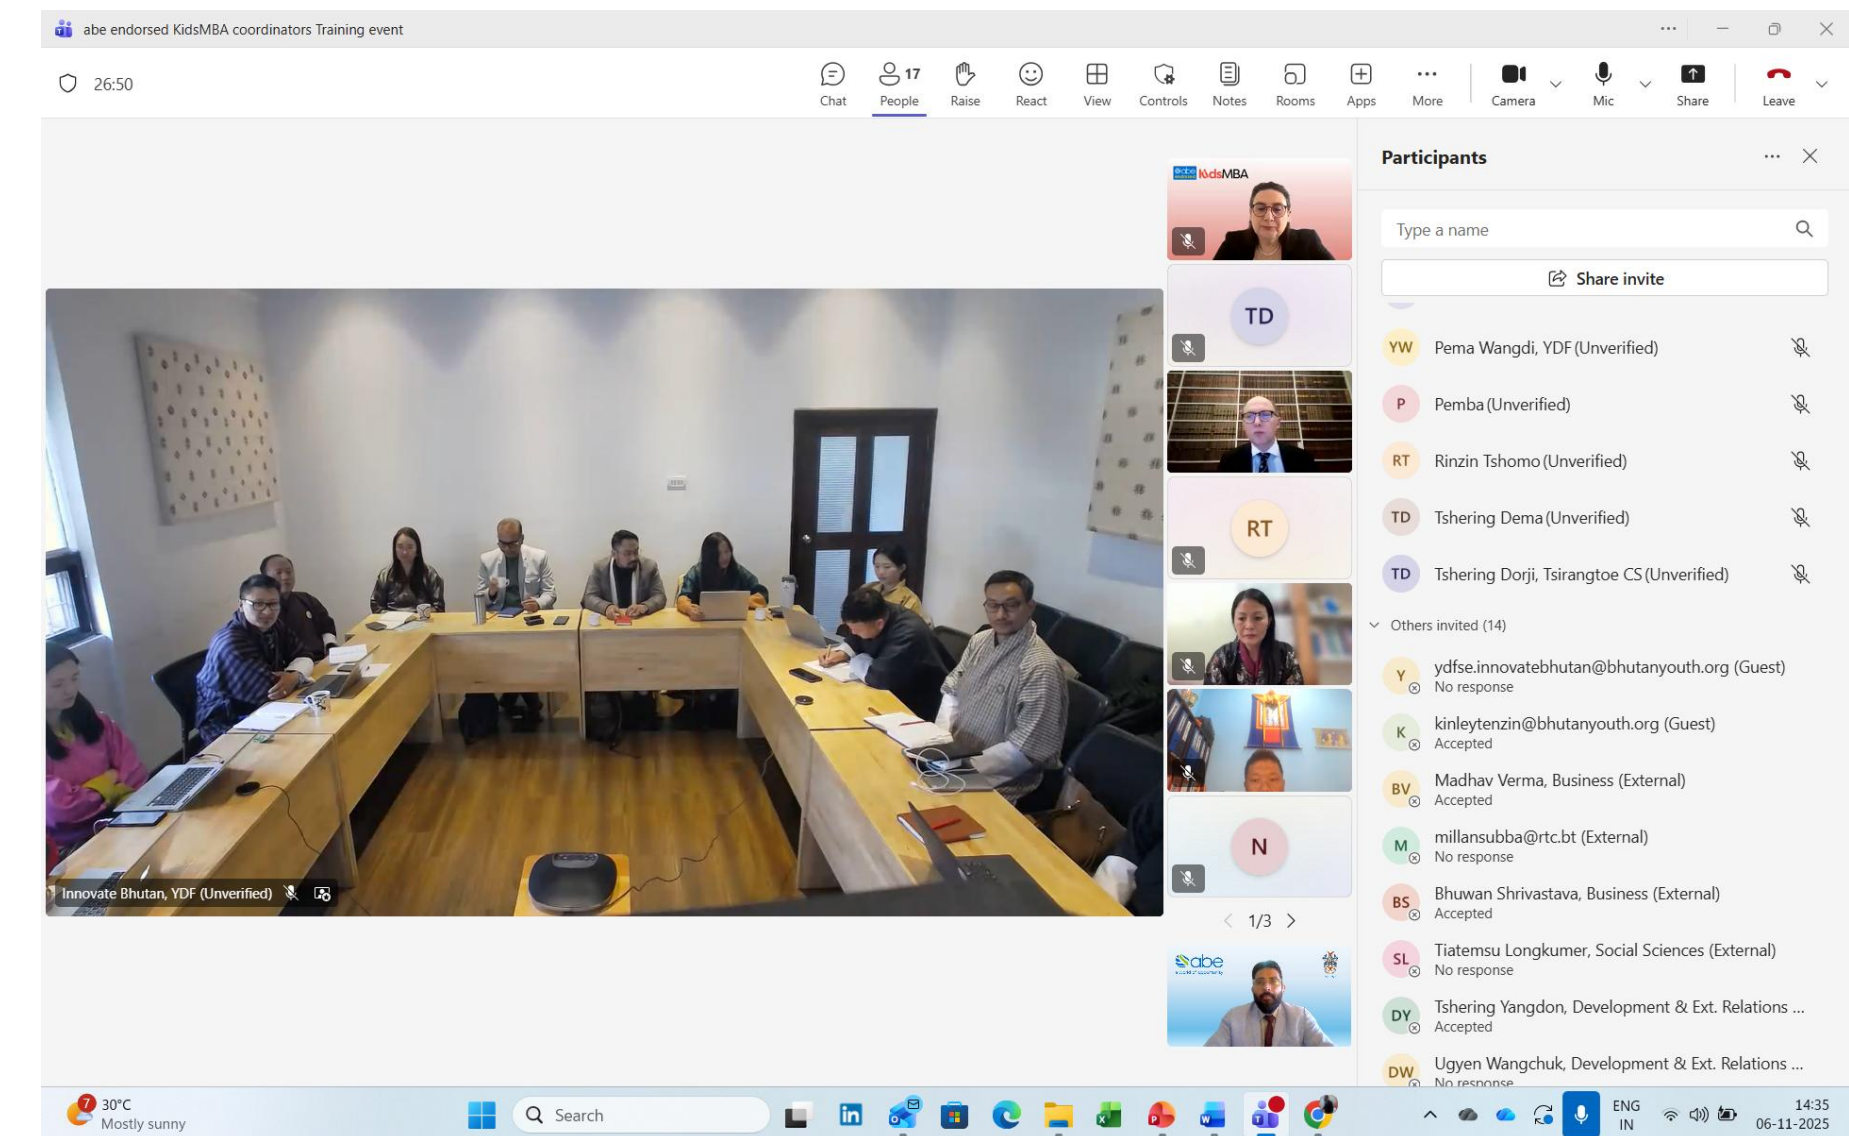 abe endorsed KidsMBA coordinators Training event
26:50
Chat
17
People
Raise
React
View
Controls
Notes
Rooms
Apps
More
Camera
Mic
Share
Leave
Participants
Type a name
Share invite
YW Pema Wangdi, YDF (Unverified)
P Pemba (Unverified)
RT Rinzin Tshomo (Unverified)
TD Tshering Dema (Unverified)
TD Tshering Dorji, Tsirangtoe CS (Unverified)
Others invited (14)
Y ydfse.innovatebhutan@bhutanyouth.org (Guest)
No response
K kinleytenzin@bhutanyouth.org (Guest)
Accepted
BV Madhav Verma, Business (External)
Accepted
M millansubba@rtc.bt (External)
No response
BS Bhuwan Shrivastava, Business (External)
Accepted
SL Tiatemsu Longkumer, Social Sciences (External)
No response
DY Tshering Yangdon, Development & Ext. Relations ...
Accepted
DW Ugyen Wangchuk, Development & Ext. Relations ...
No response
abe
KidsMBA
TD
RT
N
1/3
abe
Innovate Bhutan, YDF (Unverified)
7
30°C
Mostly sunny
Search
ENG
IN
14:35
06-11-2025